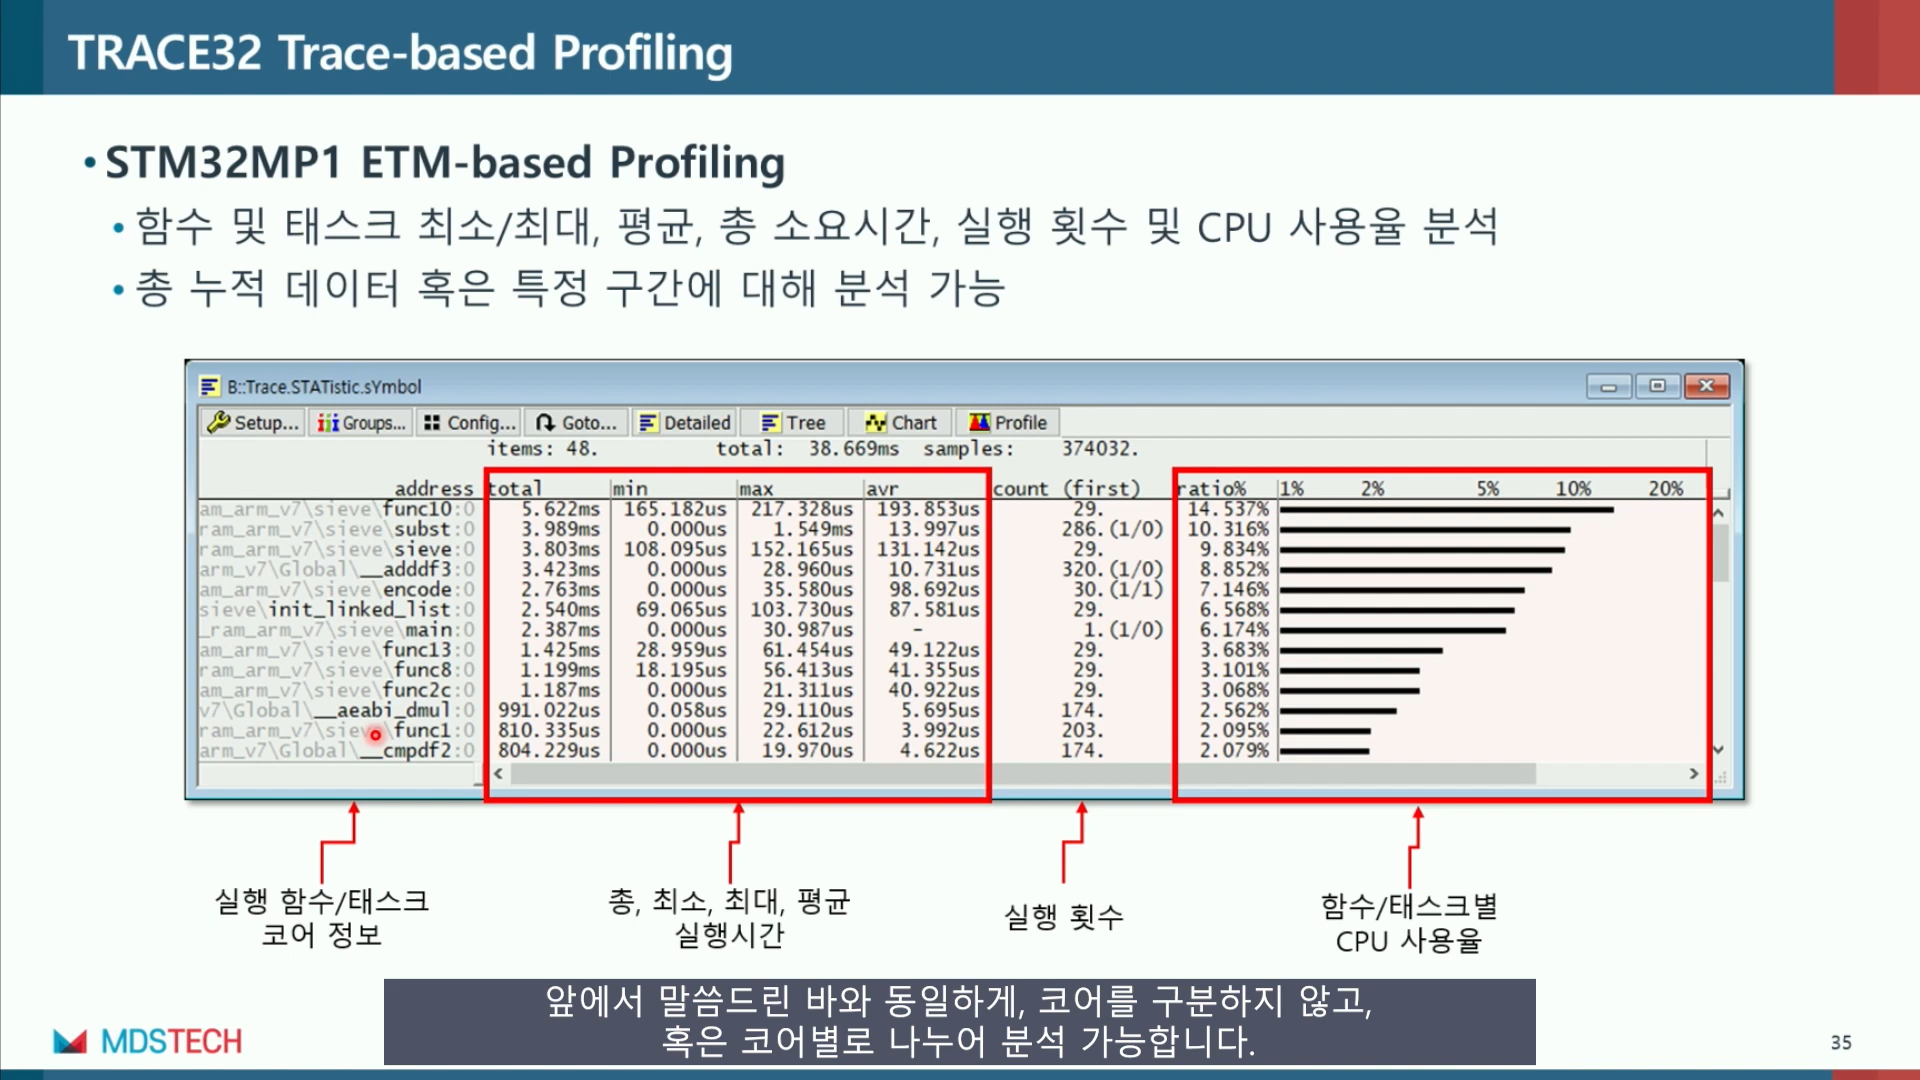 TRACE32 Trace-based Profiling
•STM32MP1 ETM-based Profiling
•함수 및 태스크 최소/최대, 평균, 총 소요시간, 실행 횟수 및 CPU 사용율 분석
•총 누적 데이터 혹은 특정 구간에 대해 분석 가능
B::Trace.STATistic.sYmbol
Setup... Groups... Config... Goto... Detailed Tree Chart Profile
items: 48. total: 38.669ms samples: 374032.
address total min max avr count (first) ratio% 1% 2% 5% 10% 20%
am_arm_v7\sieve\func10:0 5.622ms 165.182us 217.328us 193.853us 29. 14.537%
ram_arm_v7\sieve\subst:0 3.989ms 0.000us 1.549ms 13.997us 286.(1/0) 10.316%
ram_arm_v7\sieve\sieve:0 3.803ms 108.095us 152.165us 131.142us 29. 9.834%
arm_v7\Global\__adddf3:0 3.423ms 0.000us 28.960us 10.731us 320.(1/0) 8.852%
am_arm_v7\sieve\encode:0 2.763ms 0.000us 35.580us 98.692us 30.(1/1) 7.146%
sieve\init_linked_list:0 2.540ms 69.065us 103.730us 87.581us 29. 6.568%
_ram_arm_v7\sieve\main:0 2.387ms 0.000us 30.987us - 1.(1/0) 6.174%
am_arm_v7\sieve\func13:0 1.425ms 28.959us 61.454us 49.122us 29. 3.683%
ram_arm_v7\sieve\func8:0 1.199ms 18.195us 56.413us 41.355us 29. 3.101%
am_arm_v7\sieve\func2c:0 1.187ms 0.000us 21.311us 40.922us 29. 3.068%
v7\Global\__aeabi_dmul:0 991.022us 0.058us 29.110us 5.695us 174. 2.562%
ram_arm_v7\sieve\func1:0 810.335us 0.000us 22.612us 3.992us 203. 2.095%
arm_v7\Global\__cmpdf2:0 804.229us 0.000us 19.970us 4.622us 174. 2.079%
실행 함수/태스크
코어 정보
총, 최소, 최대, 평균
실행시간
실행 횟수
함수/태스크별
CPU 사용율
앞에서 말씀드린 바와 동일하게, 코어를 구분하지 않고,
혹은 코어별로 나누어 분석 가능합니다.
MDSTECH
35